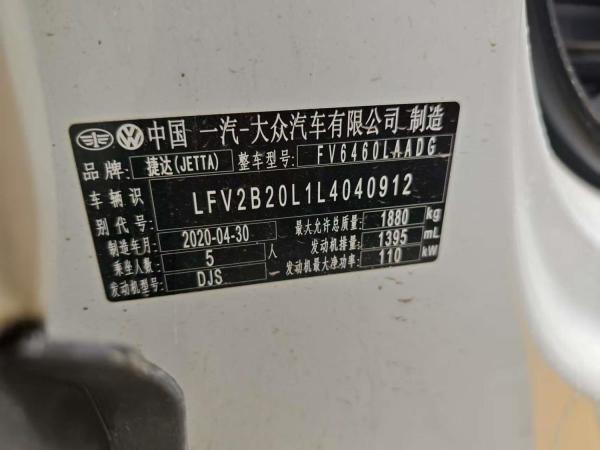 中国 一汽-大众汽车有限公司 制造
品牌: 捷达(JETTA) 整车型号: FV6460LAADG
车辆识别代号: LFV2B20L1L4040912
制造年月: 2020-04-30 最大允许总质量: 1880 kg
乘坐人数: 5 人 发动机排量: 1395 mL
发动机型号: DJS 发动机最大净功率: 110 kW